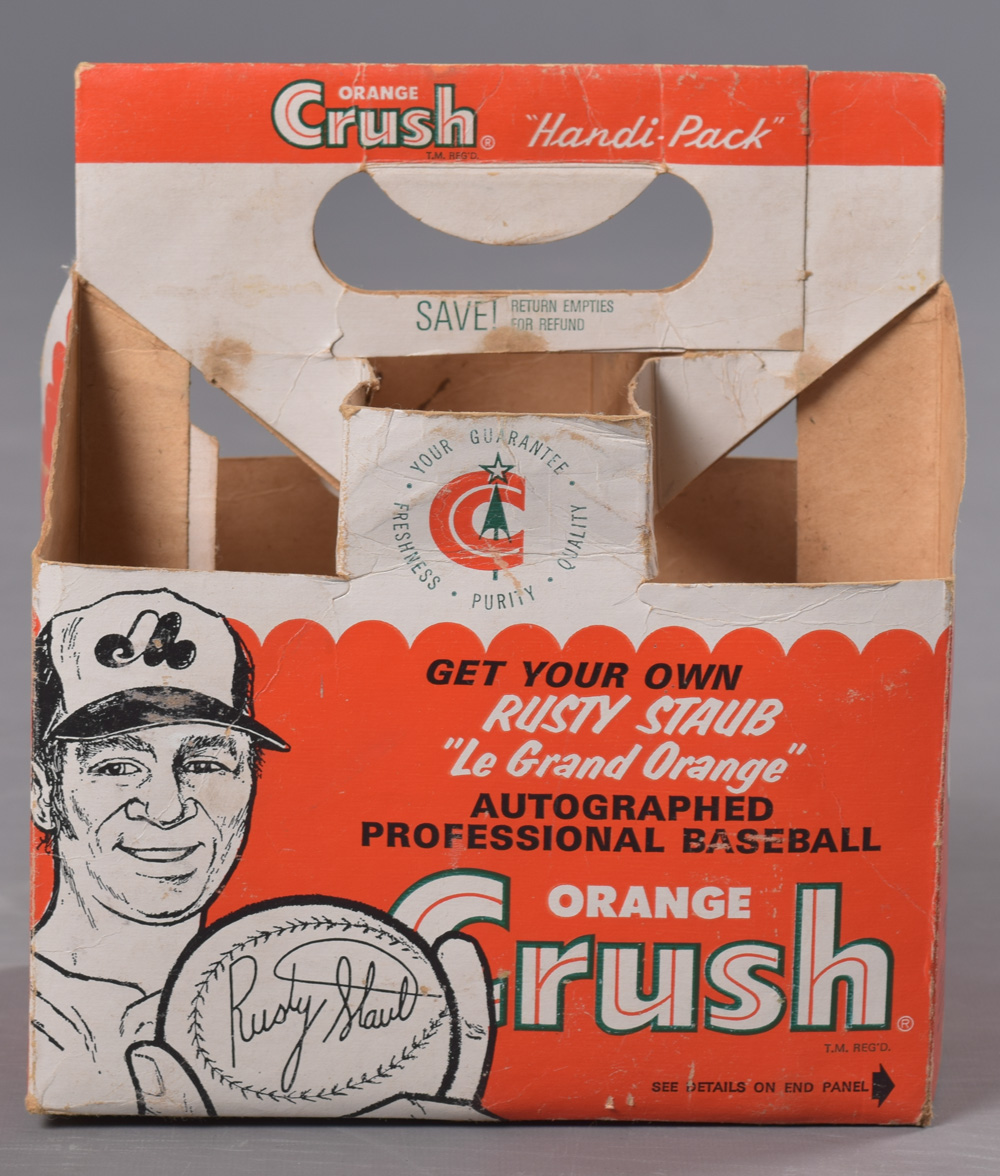 ORANGE
Crush® "Handi-Pack"
T.M. REG'D.
SAVE! RETURN EMPTIES
FOR REFUND
YOUR GUARANTEE • QUALITY • PURITY • FRESHNESS •
GET YOUR OWN
RUSTY STAUB
"Le Grand Orange"
AUTOGRAPHED
PROFESSIONAL BASEBALL
ORANGE
Crush®
T.M. REG'D.
Rusty Staub
SEE DETAILS ON END PANEL